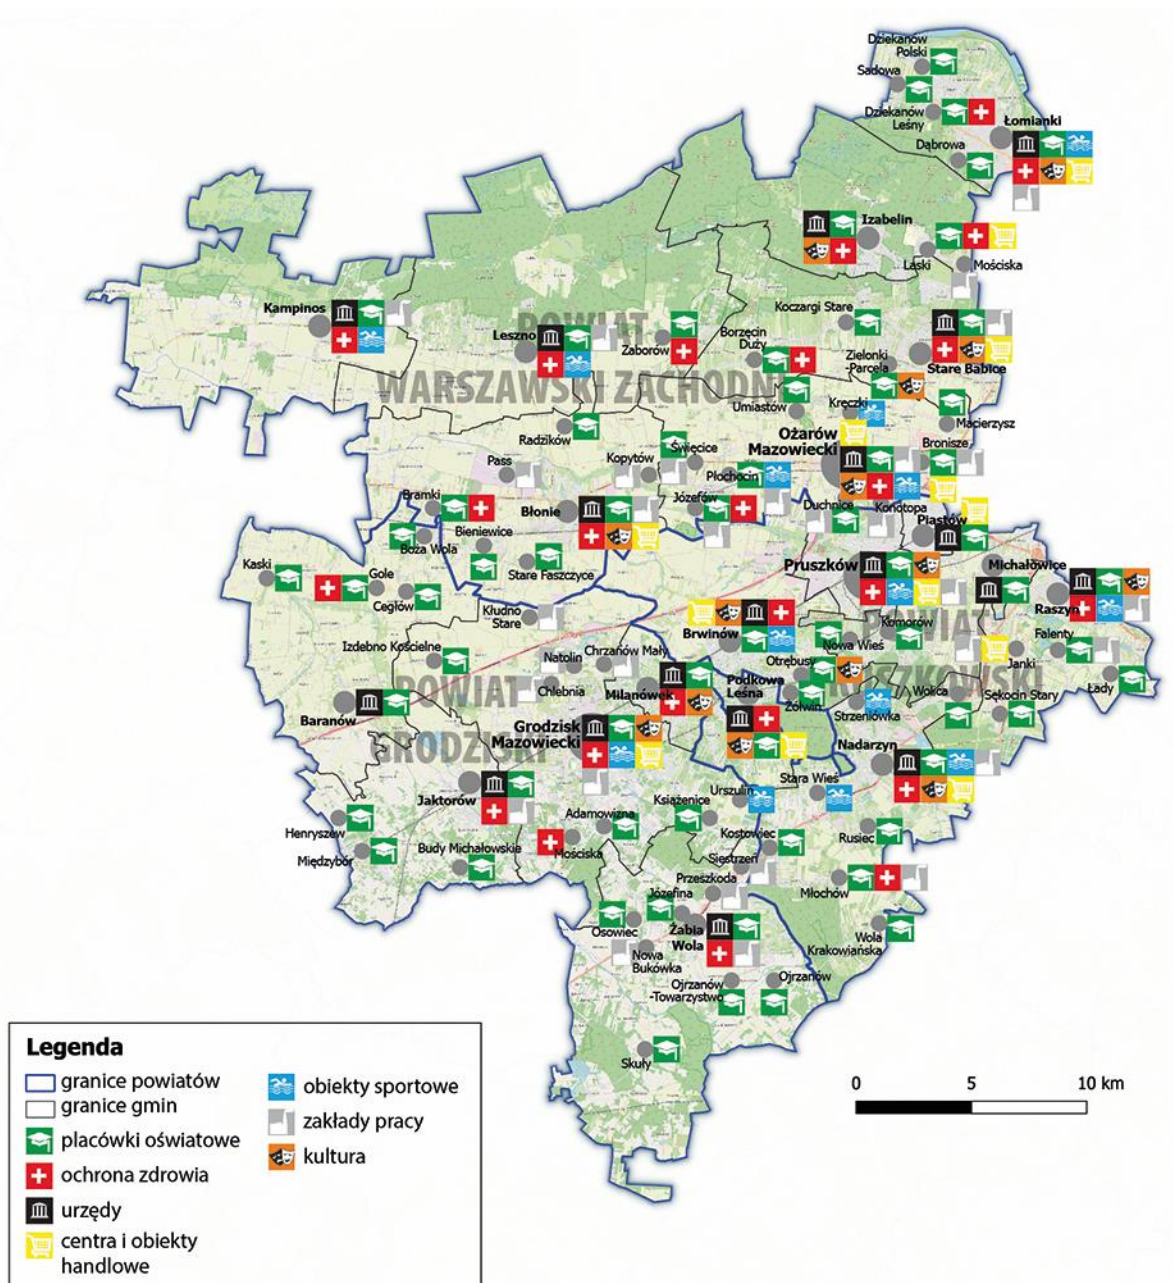 Dziekanów
Polski
Sadowa
Dziekanów
Leśny
Łomianki
Dąbrowa
Izabelin
Laski
Mościska
Kampinos
Koczargi Stare
POWIAT
WARSZAWSKI ZACHODNI
Leszno
Zaborów
Borzęcin
Duży
Zielonki
-Parcela
Stare Babice
Umiastów
Kręczki
Macierzysz
Radzików
Ożarów
Mazowiecki
Bronisze
Pass
Kopytów
Święcice
Płochocin
Bramki
Błonie
Józefów
Duchnice
Konotopa
Piastów
Bieniewice
Boża Wola
Stare Faszczyce
Kaski
Gole
Cegłów
Pruszków
Michałowice
Raszyn
Kłudno
Stare
Brwinów
Komorów
Nowa Wieś
POWIAT
PRUSZKOWSKI
Falenty
Janki
Izdebno Kościelne
Natolin
Chrzanów Mały
Otrębusy
Podkowa
Leśna
Żółwin
Wolica
Łady
Sękocin Stary
Strzeniówka
Chlebnia
Milanówek
POWIAT
GRODZISKI
Baranów
Grodzisk
Mazowiecki
Nadarzyn
Jaktorów
Stara Wieś
Urszulin
Książenice
Adamowizna
Henryszew
Międzybór
Budy Michałowskie
Mościska
Kostowiec
Rusiec
Siestrzeń
Przeszkoda
Młochów
Józefina
Osowiec
Żabia
Wola
Wola
Krakowiańska
Nowa
Bukówka
Ojrzanów
-Towarzystwo
Ojrzanów
Skuły
Legenda
granice powiatów
granice gmin
placówki oświatowe
ochrona zdrowia
urzędy
centra i obiekty
handlowe
obiekty sportowe
zakłady pracy
kultura
0 5 10 km